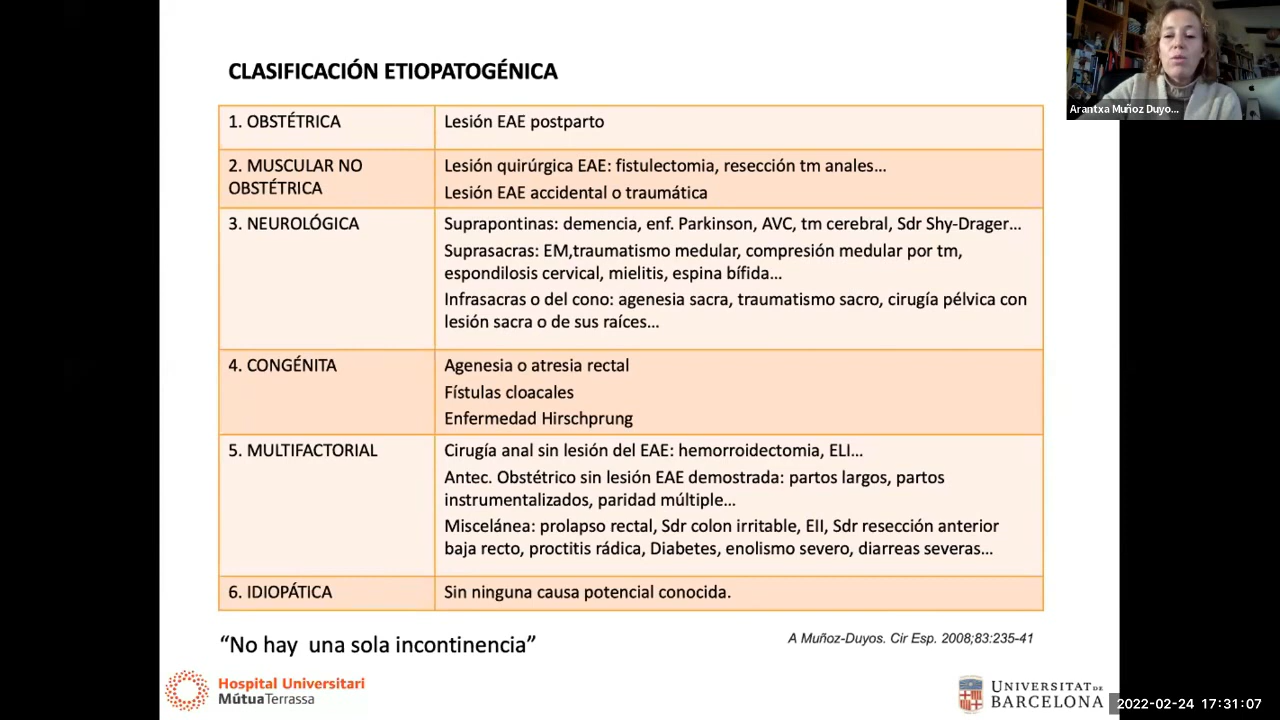 CLASIFICACIÓN ETIOPATOGÉNICA
Arantxa Muñoz Duyo...
1. OBSTÉTRICA
Lesión EAE postparto
2. MUSCULAR NO
OBSTÉTRICA
Lesión quirúrgica EAE: fistulectomia, resección tm anales...
Lesión EAE accidental o traumática
3. NEUROLÓGICA
Suprapontinas: demencia, enf. Parkinson, AVC, tm cerebral, Sdr Shy-Drager...
Suprasacras: EM,traumatismo medular, compresión medular por tm,
espondilosis cervical, mielitis, espina bífida...
Infrasacras o del cono: agenesia sacra, traumatismo sacro, cirugía pélvica con
lesión sacra o de sus raíces...
4. CONGÉNITA
Agenesia o atresia rectal
Fístulas cloacales
Enfermedad Hirschprung
5. MULTIFACTORIAL
Cirugía anal sin lesión del EAE: hemorroidectomia, ELI...
Antec. Obstétrico sin lesión EAE demostrada: partos largos, partos
instrumentalizados, paridad múltiple...
Miscelánea: prolapso rectal, Sdr colon irritable, EII, Sdr resección anterior
baja recto, proctitis rádica, Diabetes, enolismo severo, diarreas severas...
6. IDIOPÁTICA
Sin ninguna causa potencial conocida.
“No hay una sola incontinencia”
A Muñoz-Duyos. Cir Esp. 2008;83:235-41
Hospital Universitari
MútuaTerrassa
UNIVERSITAT DE
BARCELONA
2022-02-24 17:31:07